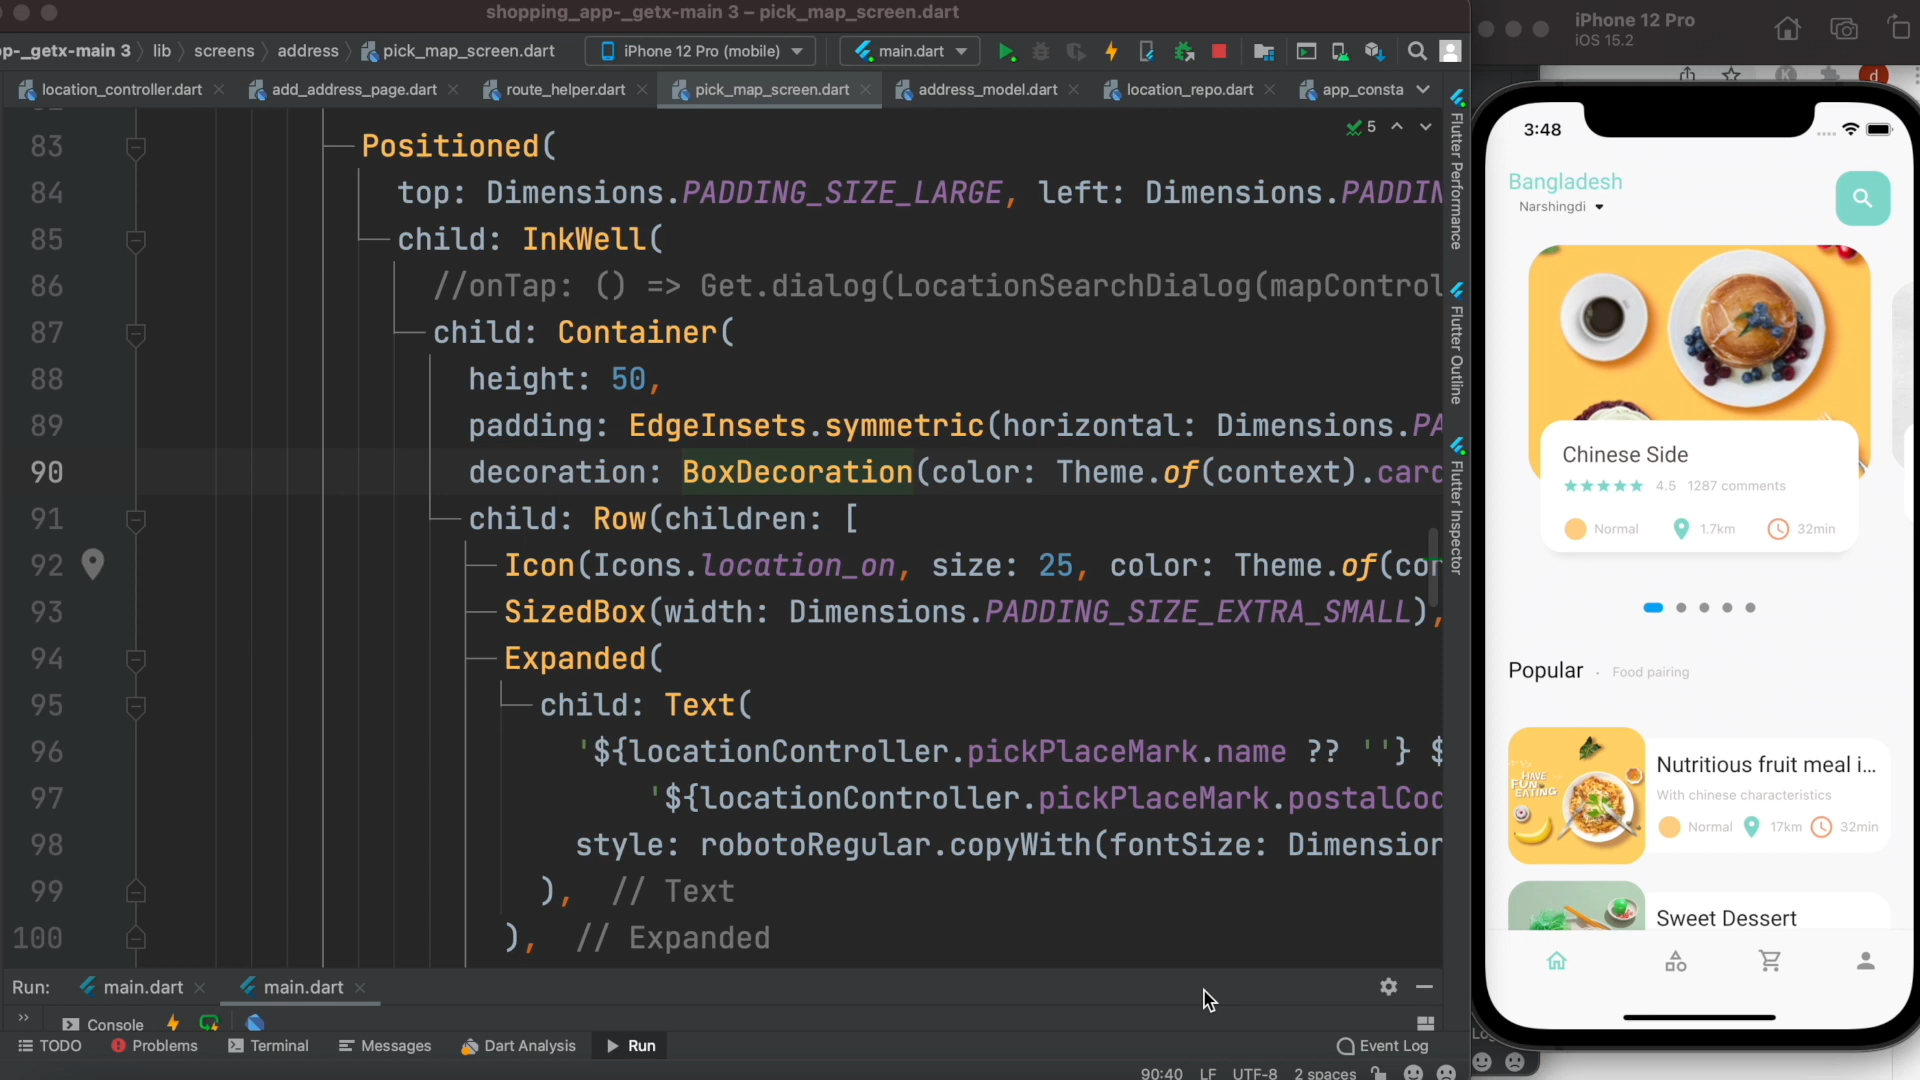 shopping_app-_getx-main 3 – pick_map_screen.dart
p-_getx-main 3 lib screens address pick_map_screen.dart
iPhone 12 Pro (mobile)
main.dart
location_controller.dart
add_address_page.dart
route_helper.dart
pick_map_screen.dart
address_model.dart
location_repo.dart
app_consta
5
83 Positioned(
84 top: Dimensions.PADDING_SIZE_LARGE, left: Dimensions.PADDIN
85 child: InkWell(
86 //onTap: () => Get.dialog(LocationSearchDialog(mapControl
87 child: Container(
88 height: 50,
89 padding: EdgeInsets.symmetric(horizontal: Dimensions.PA
90 decoration: BoxDecoration(color: Theme.of(context).card
91 child: Row(children: [
92 Icon(Icons.location_on, size: 25, color: Theme.of(con
93 SizedBox(width: Dimensions.PADDING_SIZE_EXTRA_SMALL),
94 Expanded(
95 child: Text(
96 '${locationController.pickPlaceMark.name ?? ''} $
97 '${locationController.pickPlaceMark.postalCod
98 style: robotoRegular.copyWith(fontSize: Dimension
99 ), // Text
100 ), // Expanded
Flutter Performance
Flutter Outline
Flutter Inspector
Run: main.dart main.dart
Console
TODO Problems Terminal Messages Dart Analysis Run Event Log
90:40 LF UTF-8 2 spaces
iPhone 12 Pro
iOS 15.2
K
d
3:48
Bangladesh
Narshingdi
Chinese Side
4.5 1287 comments
Normal 1.7km 32min
Popular . Food pairing
HAVE
FUN
EATING
Nutritious fruit meal i...
With chinese characteristics
Normal 17km 32min
Sweet Dessert